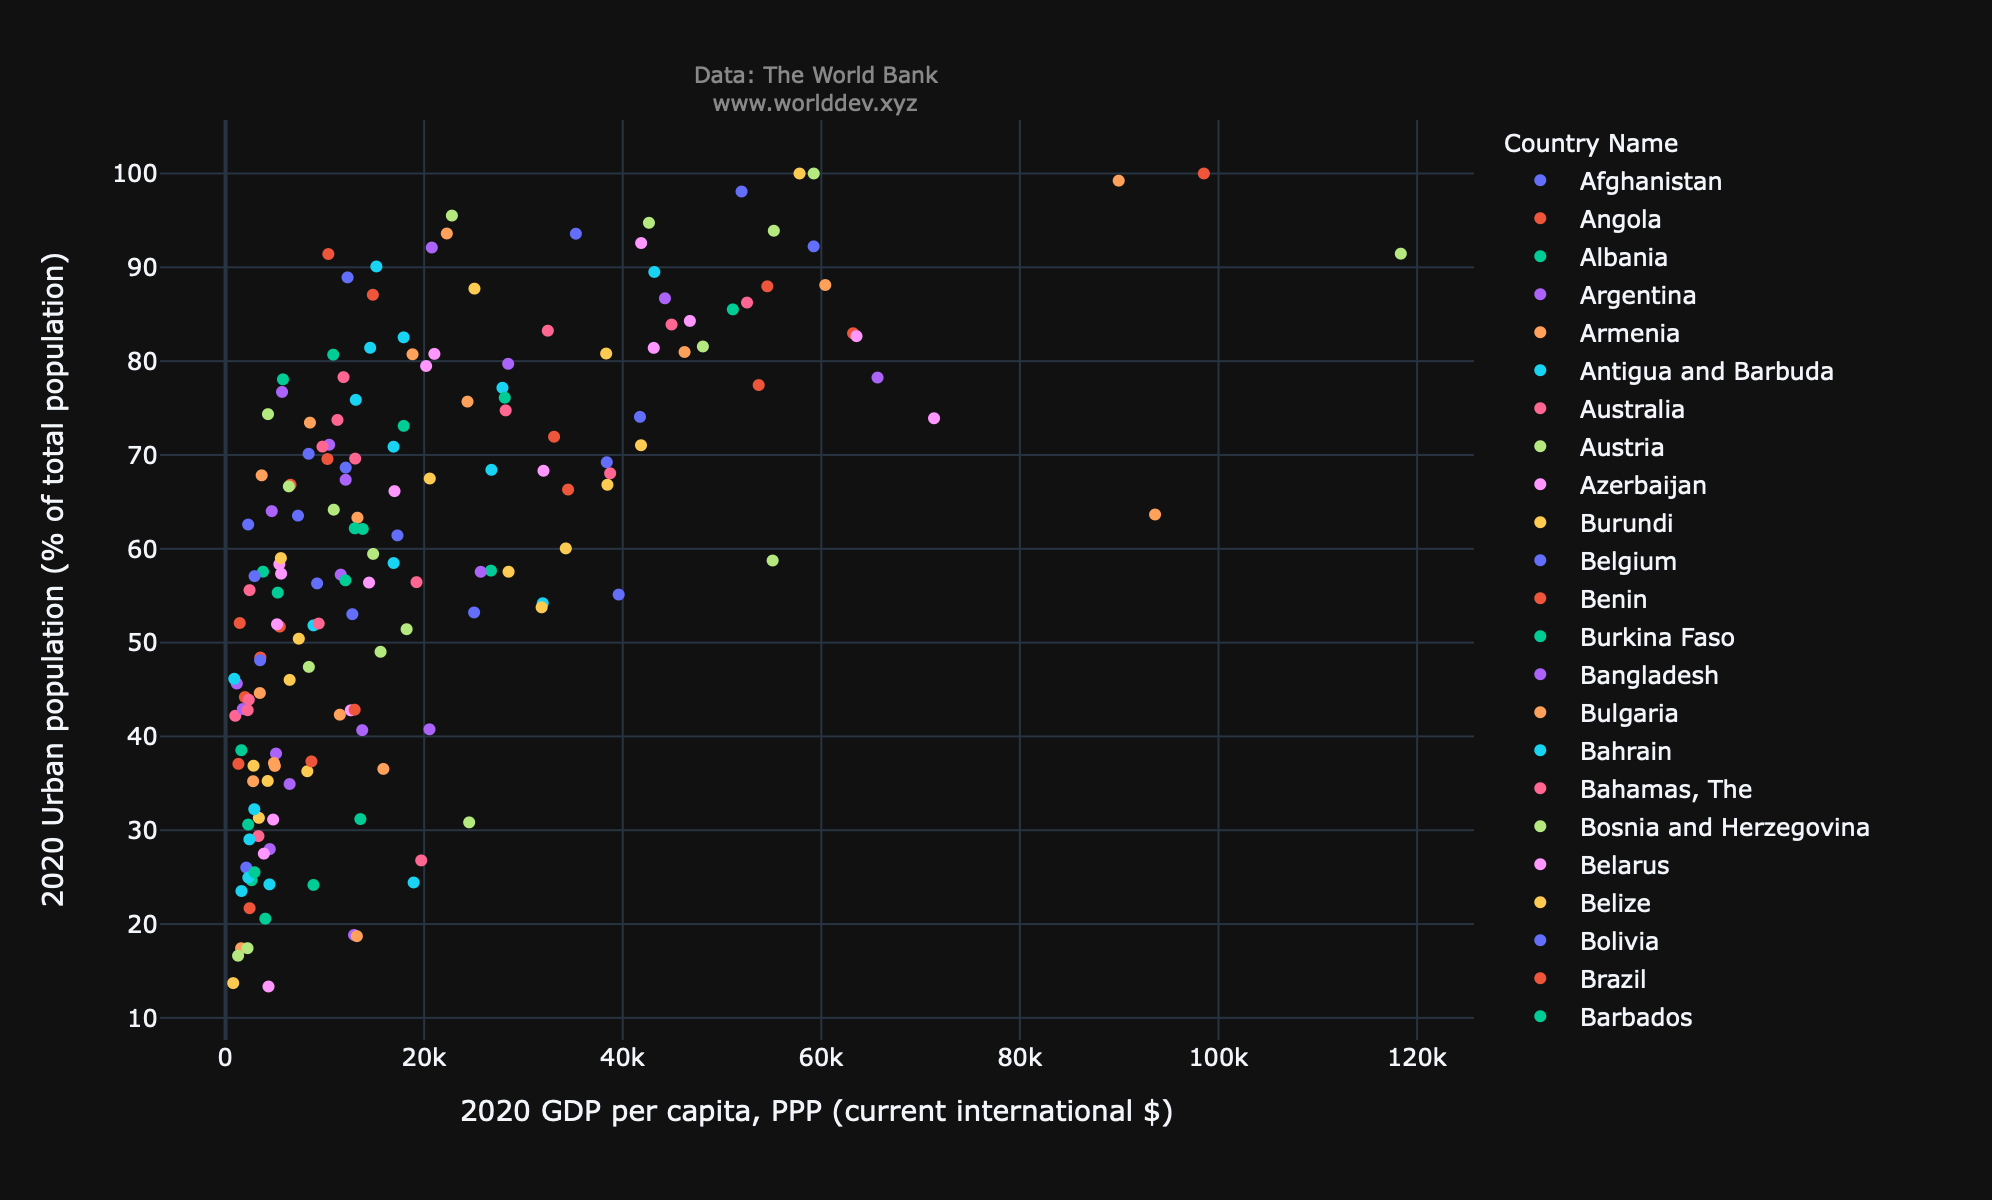 Data: The World Bank
www.worlddev.xyz
Country Name
Afghanistan
Angola
Albania
Argentina
Armenia
Antigua and Barbuda
Australia
Austria
Azerbaijan
Burundi
Belgium
Benin
Burkina Faso
Bangladesh
Bulgaria
Bahrain
Bahamas, The
Bosnia and Herzegovina
Belarus
Belize
Bolivia
Brazil
Barbados
2020 Urban population (% of total population)
100
90
80
70
60
50
40
30
20
10
0 20k 40k 60k 80k 100k 120k
2020 GDP per capita, PPP (current international $)